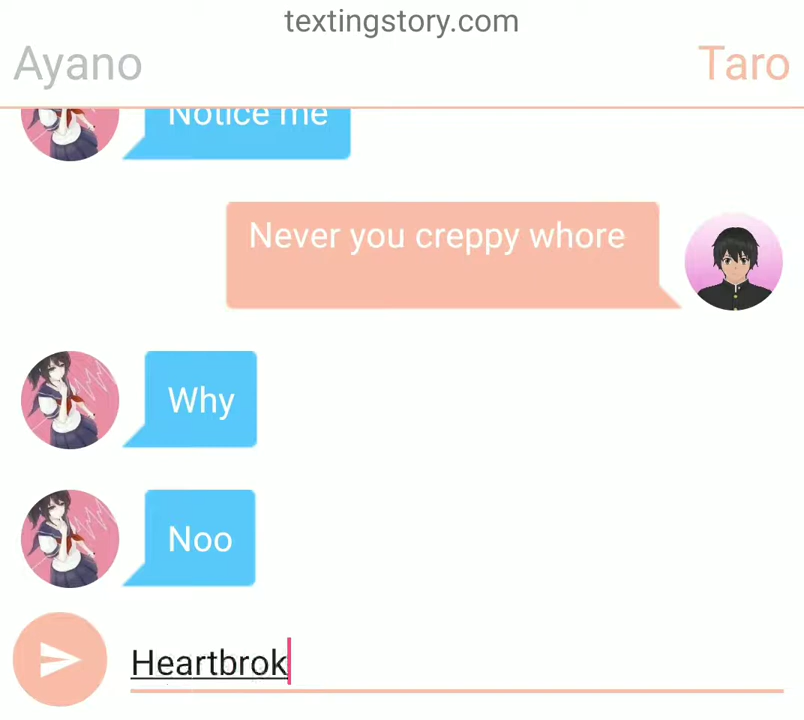 textingstory.com
Ayano
Taro
Notice me
Never you creppy whore
Why
Noo
Heartbrok